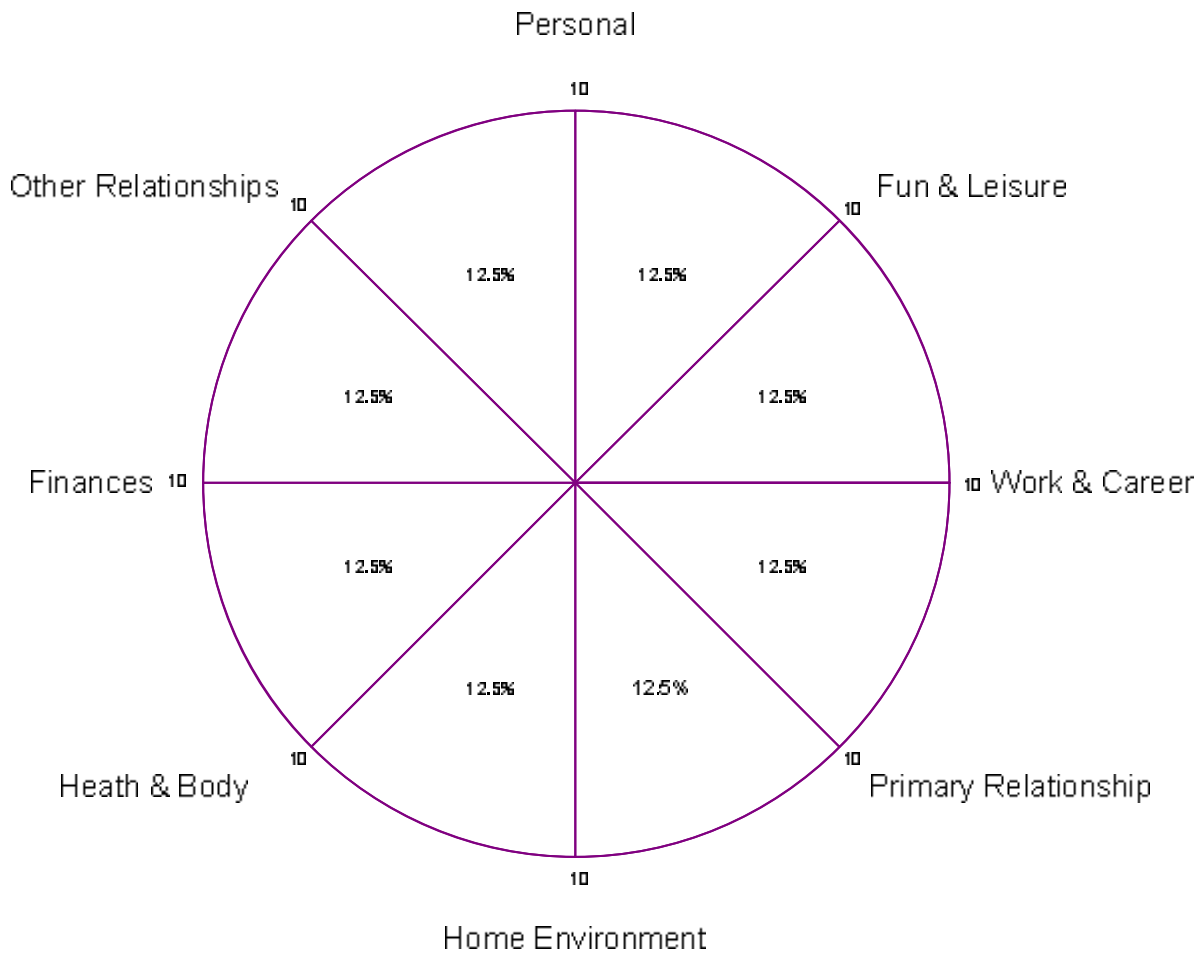 Personal
10
Other Relationships 10
10 Fun & Leisure
12.5% 12.5%
12.5% 12.5%
Finances 10
10 Work & Career
12.5% 12.5%
12.5% 12.5%
10
10
Heath & Body
Primary Relationship
10
Home Environment